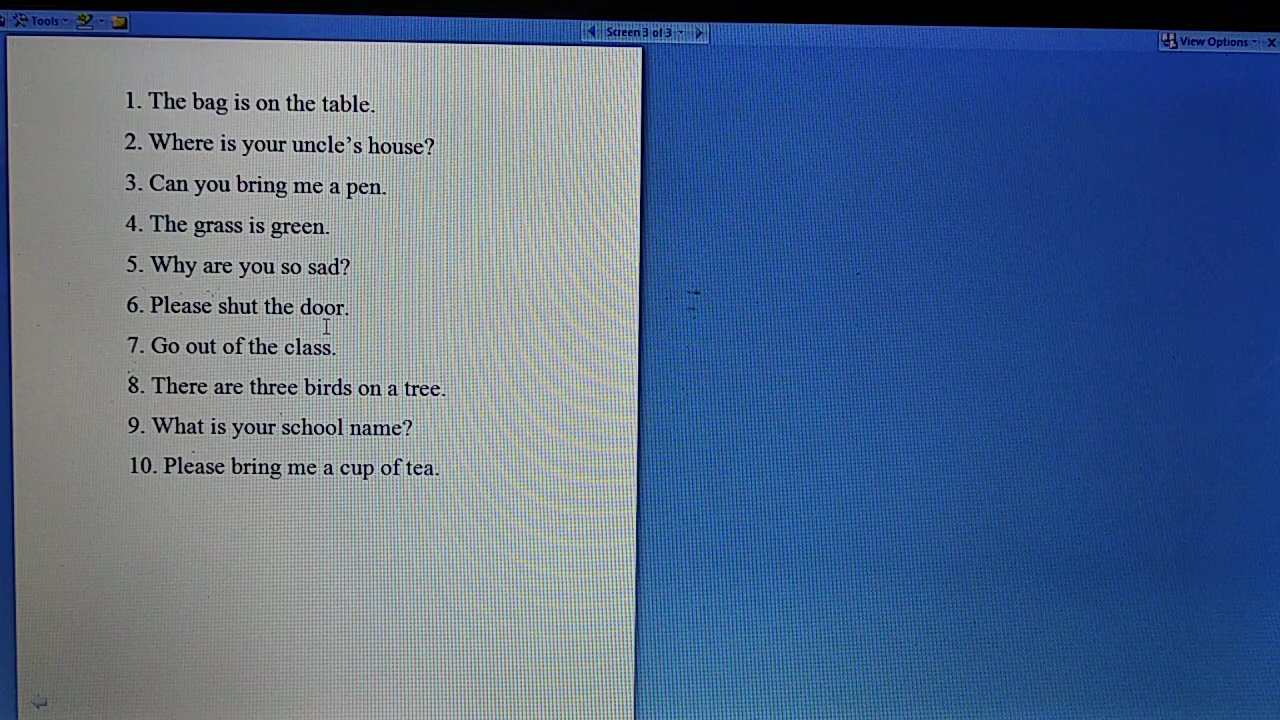 Tools
Screen 3 of 3
View Options
1. The bag is on the table.
2. Where is your uncle’s house?
3. Can you bring me a pen.
4. The grass is green.
5. Why are you so sad?
6. Please shut the door.
7. Go out of the class.
8. There are three birds on a tree.
9. What is your school name?
10. Please bring me a cup of tea.